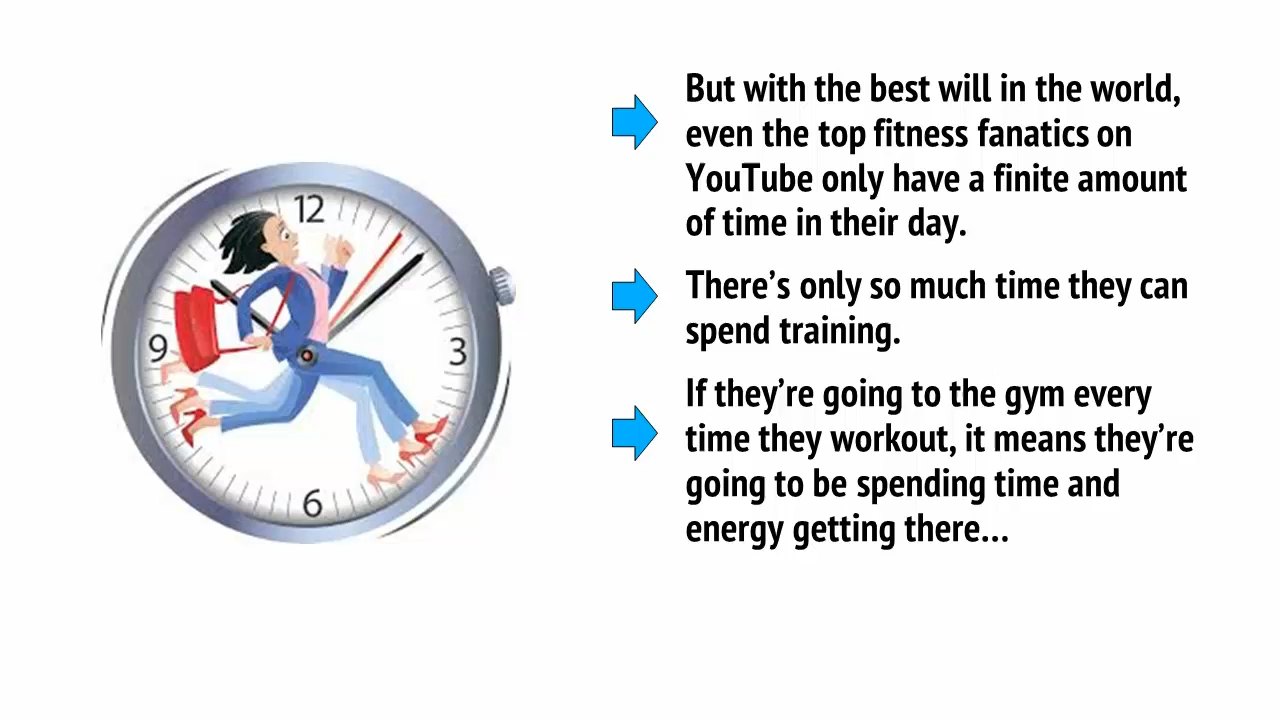 12
9
3
6
But with the best will in the world,
even the top fitness fanatics on
YouTube only have a finite amount
of time in their day.
There's only so much time they can
spend training.
If they're going to the gym every
time they workout, it means they're
going to be spending time and
energy getting there...